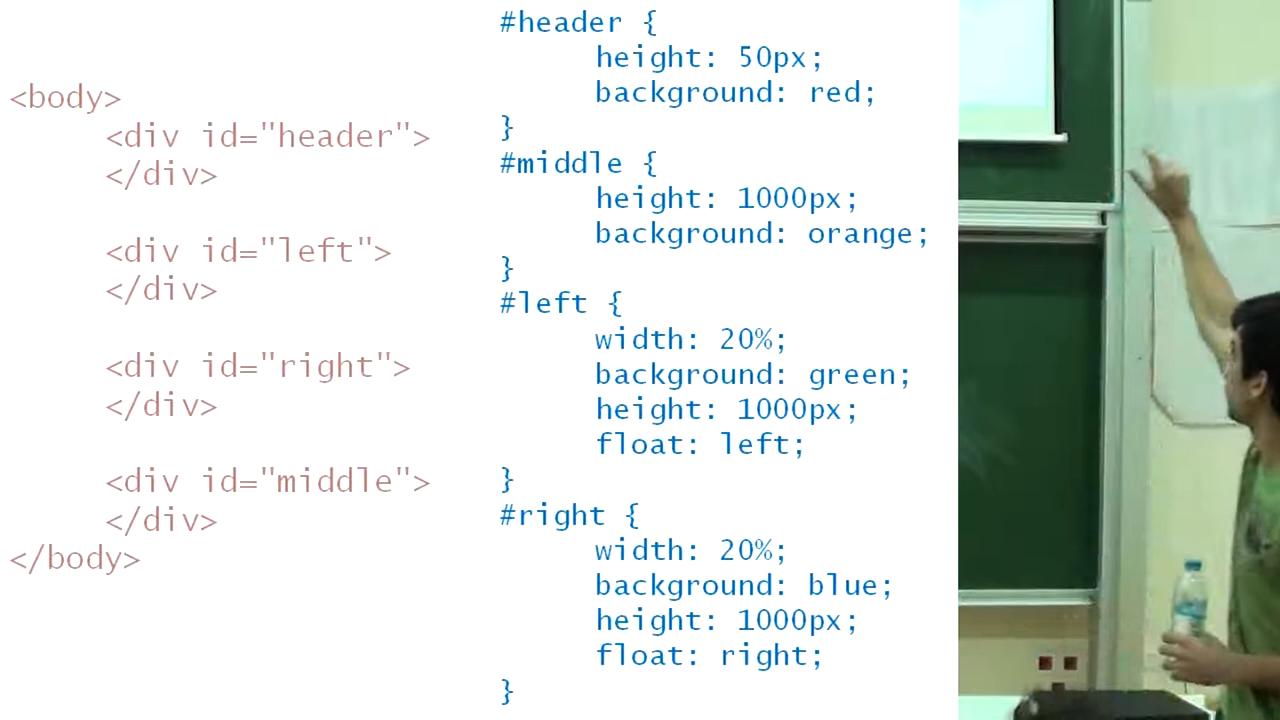 <body>
<div id="header">
</div>
<div id="left">
</div>
<div id="right">
</div>
<div id="middle">
</div>
</body>
#header {
height: 50px;
background: red;
}
#middle {
height: 1000px;
background: orange;
}
#left {
width: 20%;
background: green;
height: 1000px;
float: left;
}
#right {
width: 20%;
background: blue;
height: 1000px;
float: right;
}